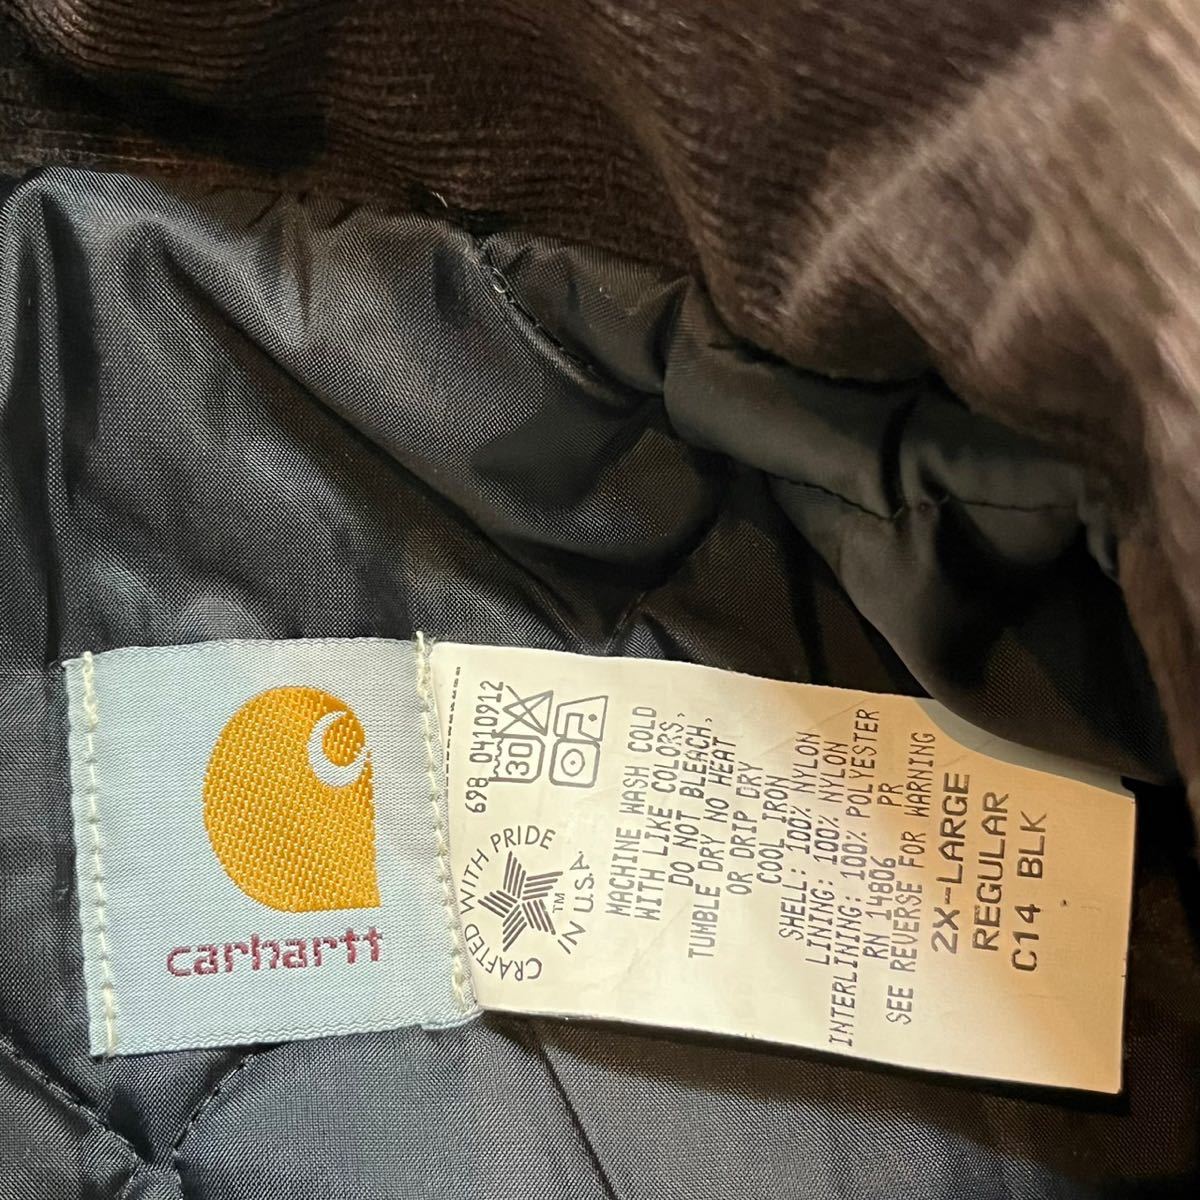 carhartt
698 0410912
30
CRAFTED WITH PRIDE
IN U.S.A.
TM
MACHINE WASH COLD
WITH LIKE COLORS,
DO NOT BLEACH,
TUMBLE DRY NO HEAT
OR DRIP DRY
COOL IRON
SHELL: 100% NYLON
LINING: 100% NYLON
INTERLINING: 100% POLYESTER
RN 14806 PR
SEE REVERSE FOR WARNING
2X-LARGE
REGULAR
C14 BLK